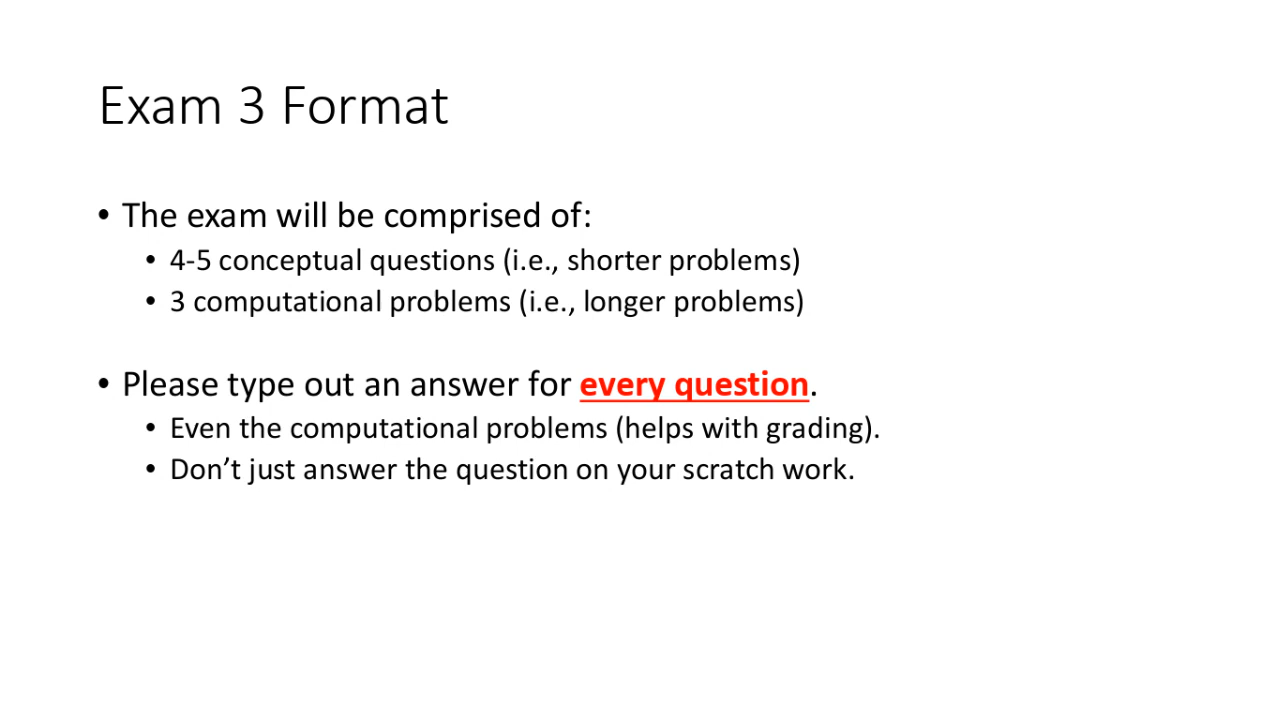 Exam 3 Format
• The exam will be comprised of:
• 4-5 conceptual questions (i.e., shorter problems)
• 3 computational problems (i.e., longer problems)
• Please type out an answer for every question.
• Even the computational problems (helps with grading).
• Don’t just answer the question on your scratch work.